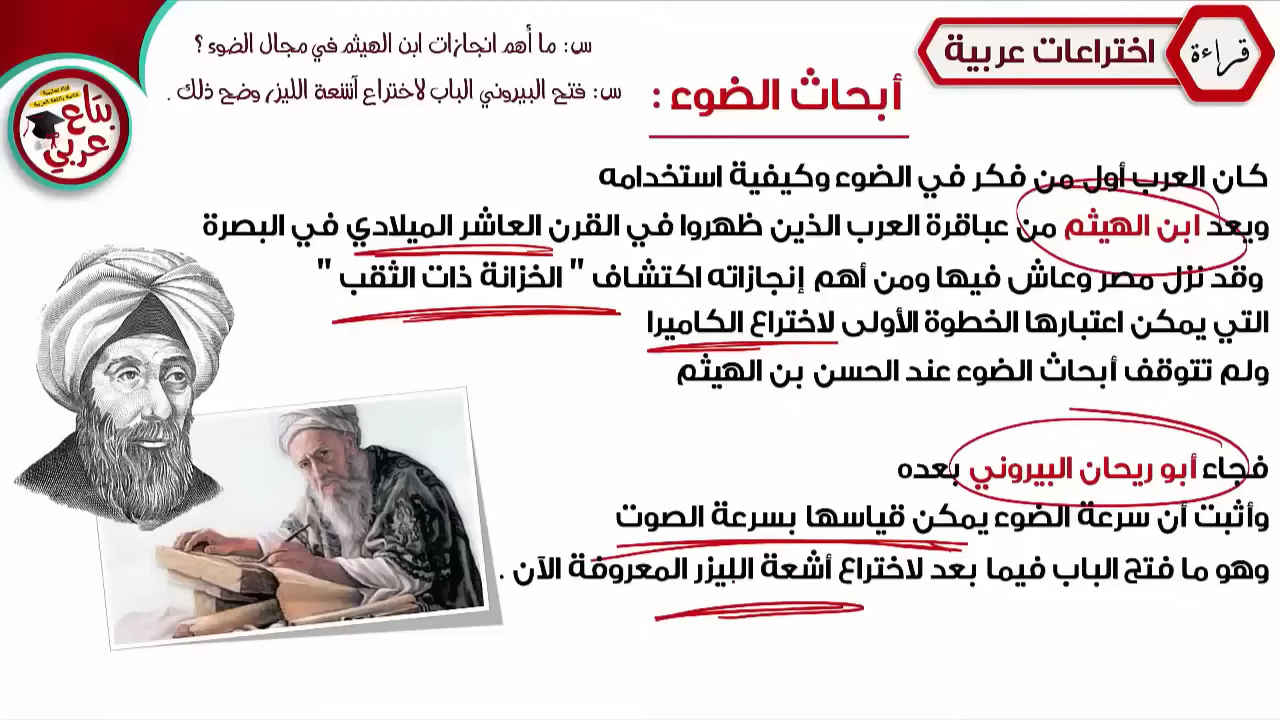 قراءة
اختراعات عربية
س: ما أهم انجازات ابن الهيثم في مجال الضوء ؟
س: فتح البيروني الباب لاختراع آشعة الليزر وضح ذلك .
بتاع
عربي
أبحاث الضوء :
كان العرب أول من فكر في الضوء وكيفية استخدامه
ويعد ابن الهيثم من عباقرة العرب الذين ظهروا في القرن العاشر الميلادي في البصرة
وقد نزل مصر وعاش فيها ومن أهم إنجازاته اكتشاف " الخزانة ذات الثقب "
التي يمكن اعتبارها الخطوة الأولى لاختراع الكاميرا
ولم تتوقف أبحاث الضوء عند الحسن بن الهيثم
فجاء أبو ريحان البيروني بعده
وأثبت أن سرعة الضوء يمكن قياسها بسرعة الصوت
وهو ما فتح الباب فيما بعد لاختراع أشعة الليزر المعروفة الآن .